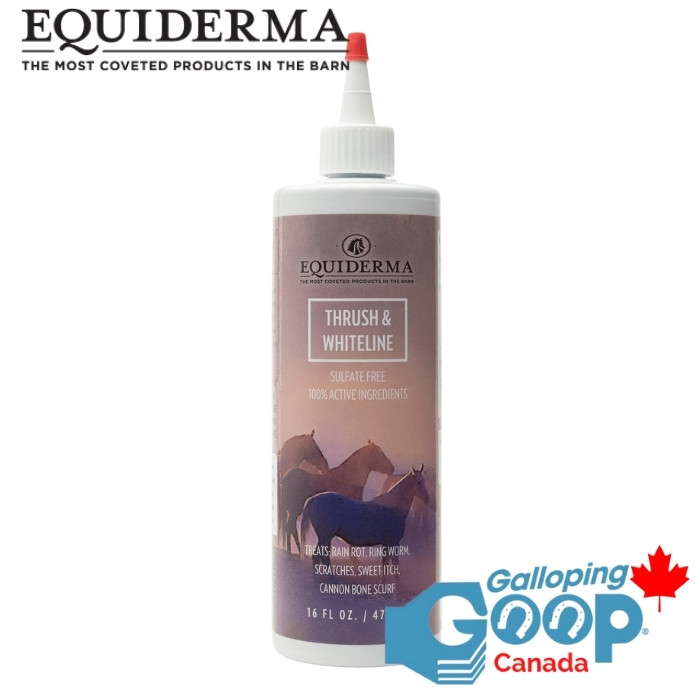 EQUIDERMA
THE MOST COVETED PRODUCTS IN THE BARN
EQUIDERMA
THE MOST COVETED PRODUCTS IN THE BARN
THRUSH &
WHITELINE
SULFATE FREE
100% ACTIVE INGREDIENTS
TREATS: RAIN ROT, RING WORM,
SCRATCHES, SWEET ITCH,
CANNON BONE SCURF
16 FL OZ. / 47
Galloping
GOOP®
Canada